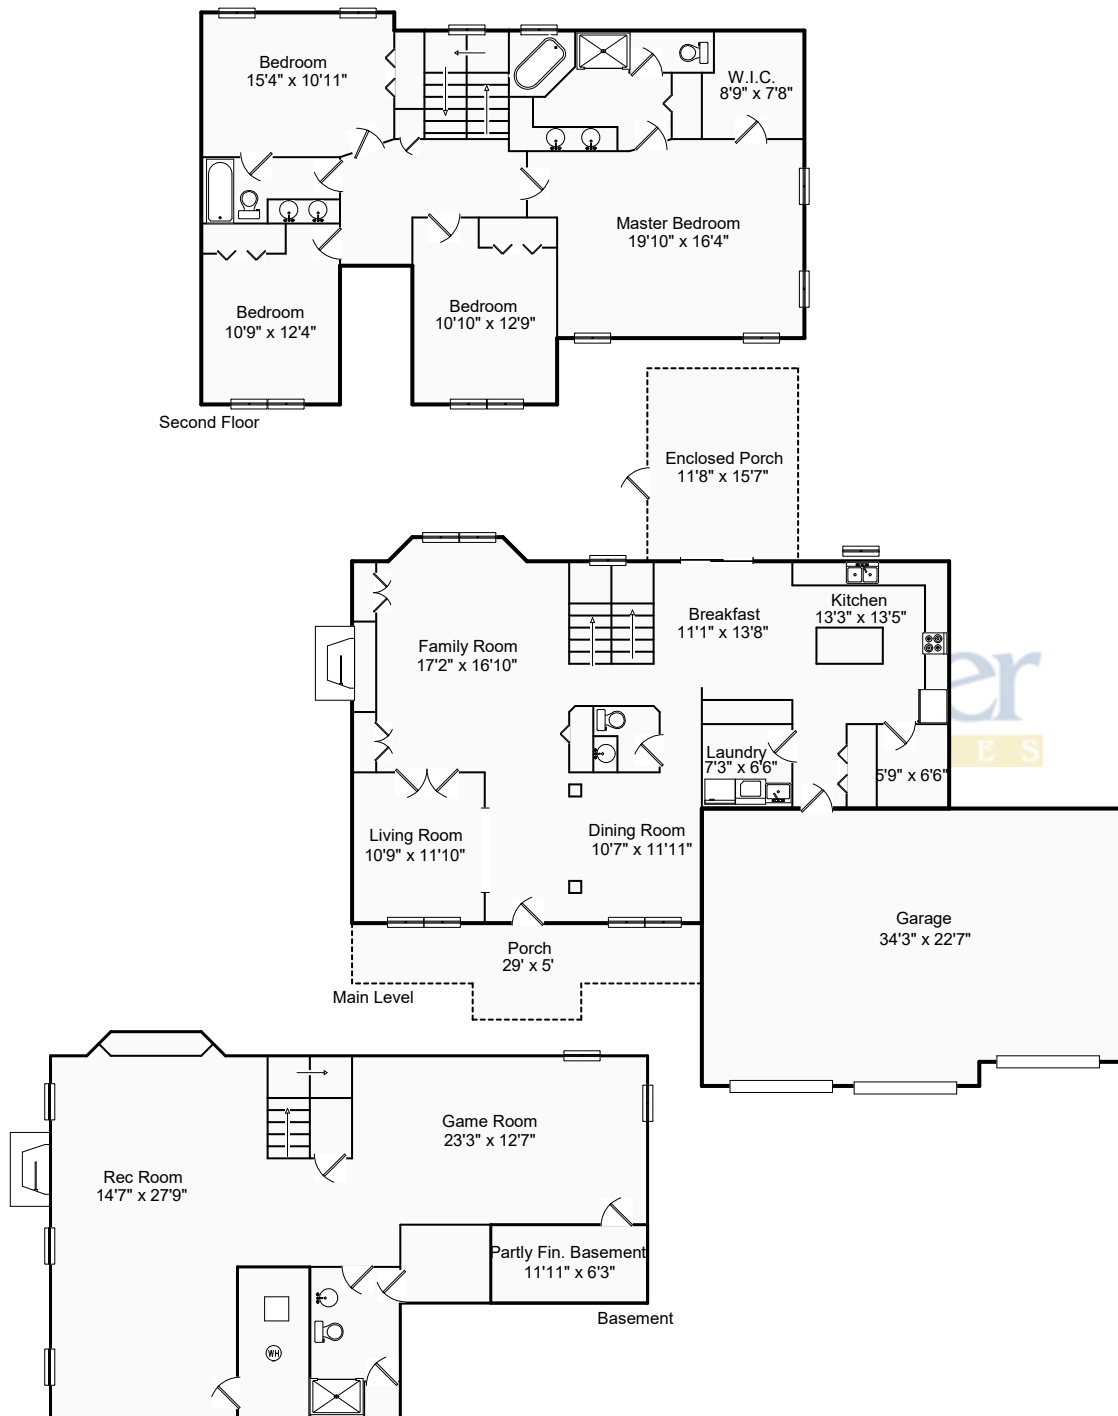 Bedroom
15'4" x 10'11"
W.I.C.
8'9" x 7'8"
Master Bedroom
19'10" x 16'4"
Bedroom
10'9" x 12'4"
Bedroom
10'10" x 12'9"
Second Floor
Enclosed Porch
11'8" x 15'7"
Kitchen
13'3" x 13'5"
Breakfast
11'1" x 13'8"
Family Room
17'2" x 16'10"
er
E S
Laundry
7'3" x 6'6"
5'9" x 6'6"
Living Room
10'9" x 11'10"
Dining Room
10'7" x 11'11"
Garage
34'3" x 22'7"
Porch
29' x 5'
Main Level
Game Room
23'3" x 12'7"
Rec Room
14'7" x 27'9"
Partly Fin. Basement
11'11" x 6'3"
Basement
WH